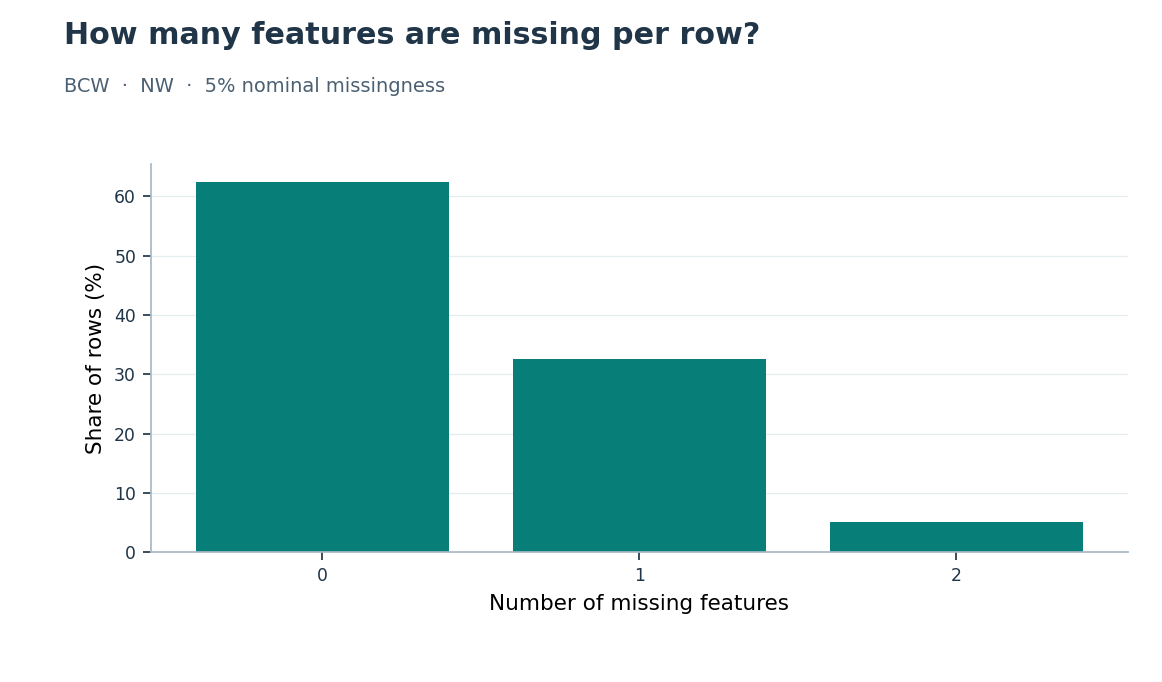 How many features are missing per row?
BCW · NW · 5% nominal missingness
60
50
40
30
20
10
0
Share of rows (%)
0 1 2
Number of missing features